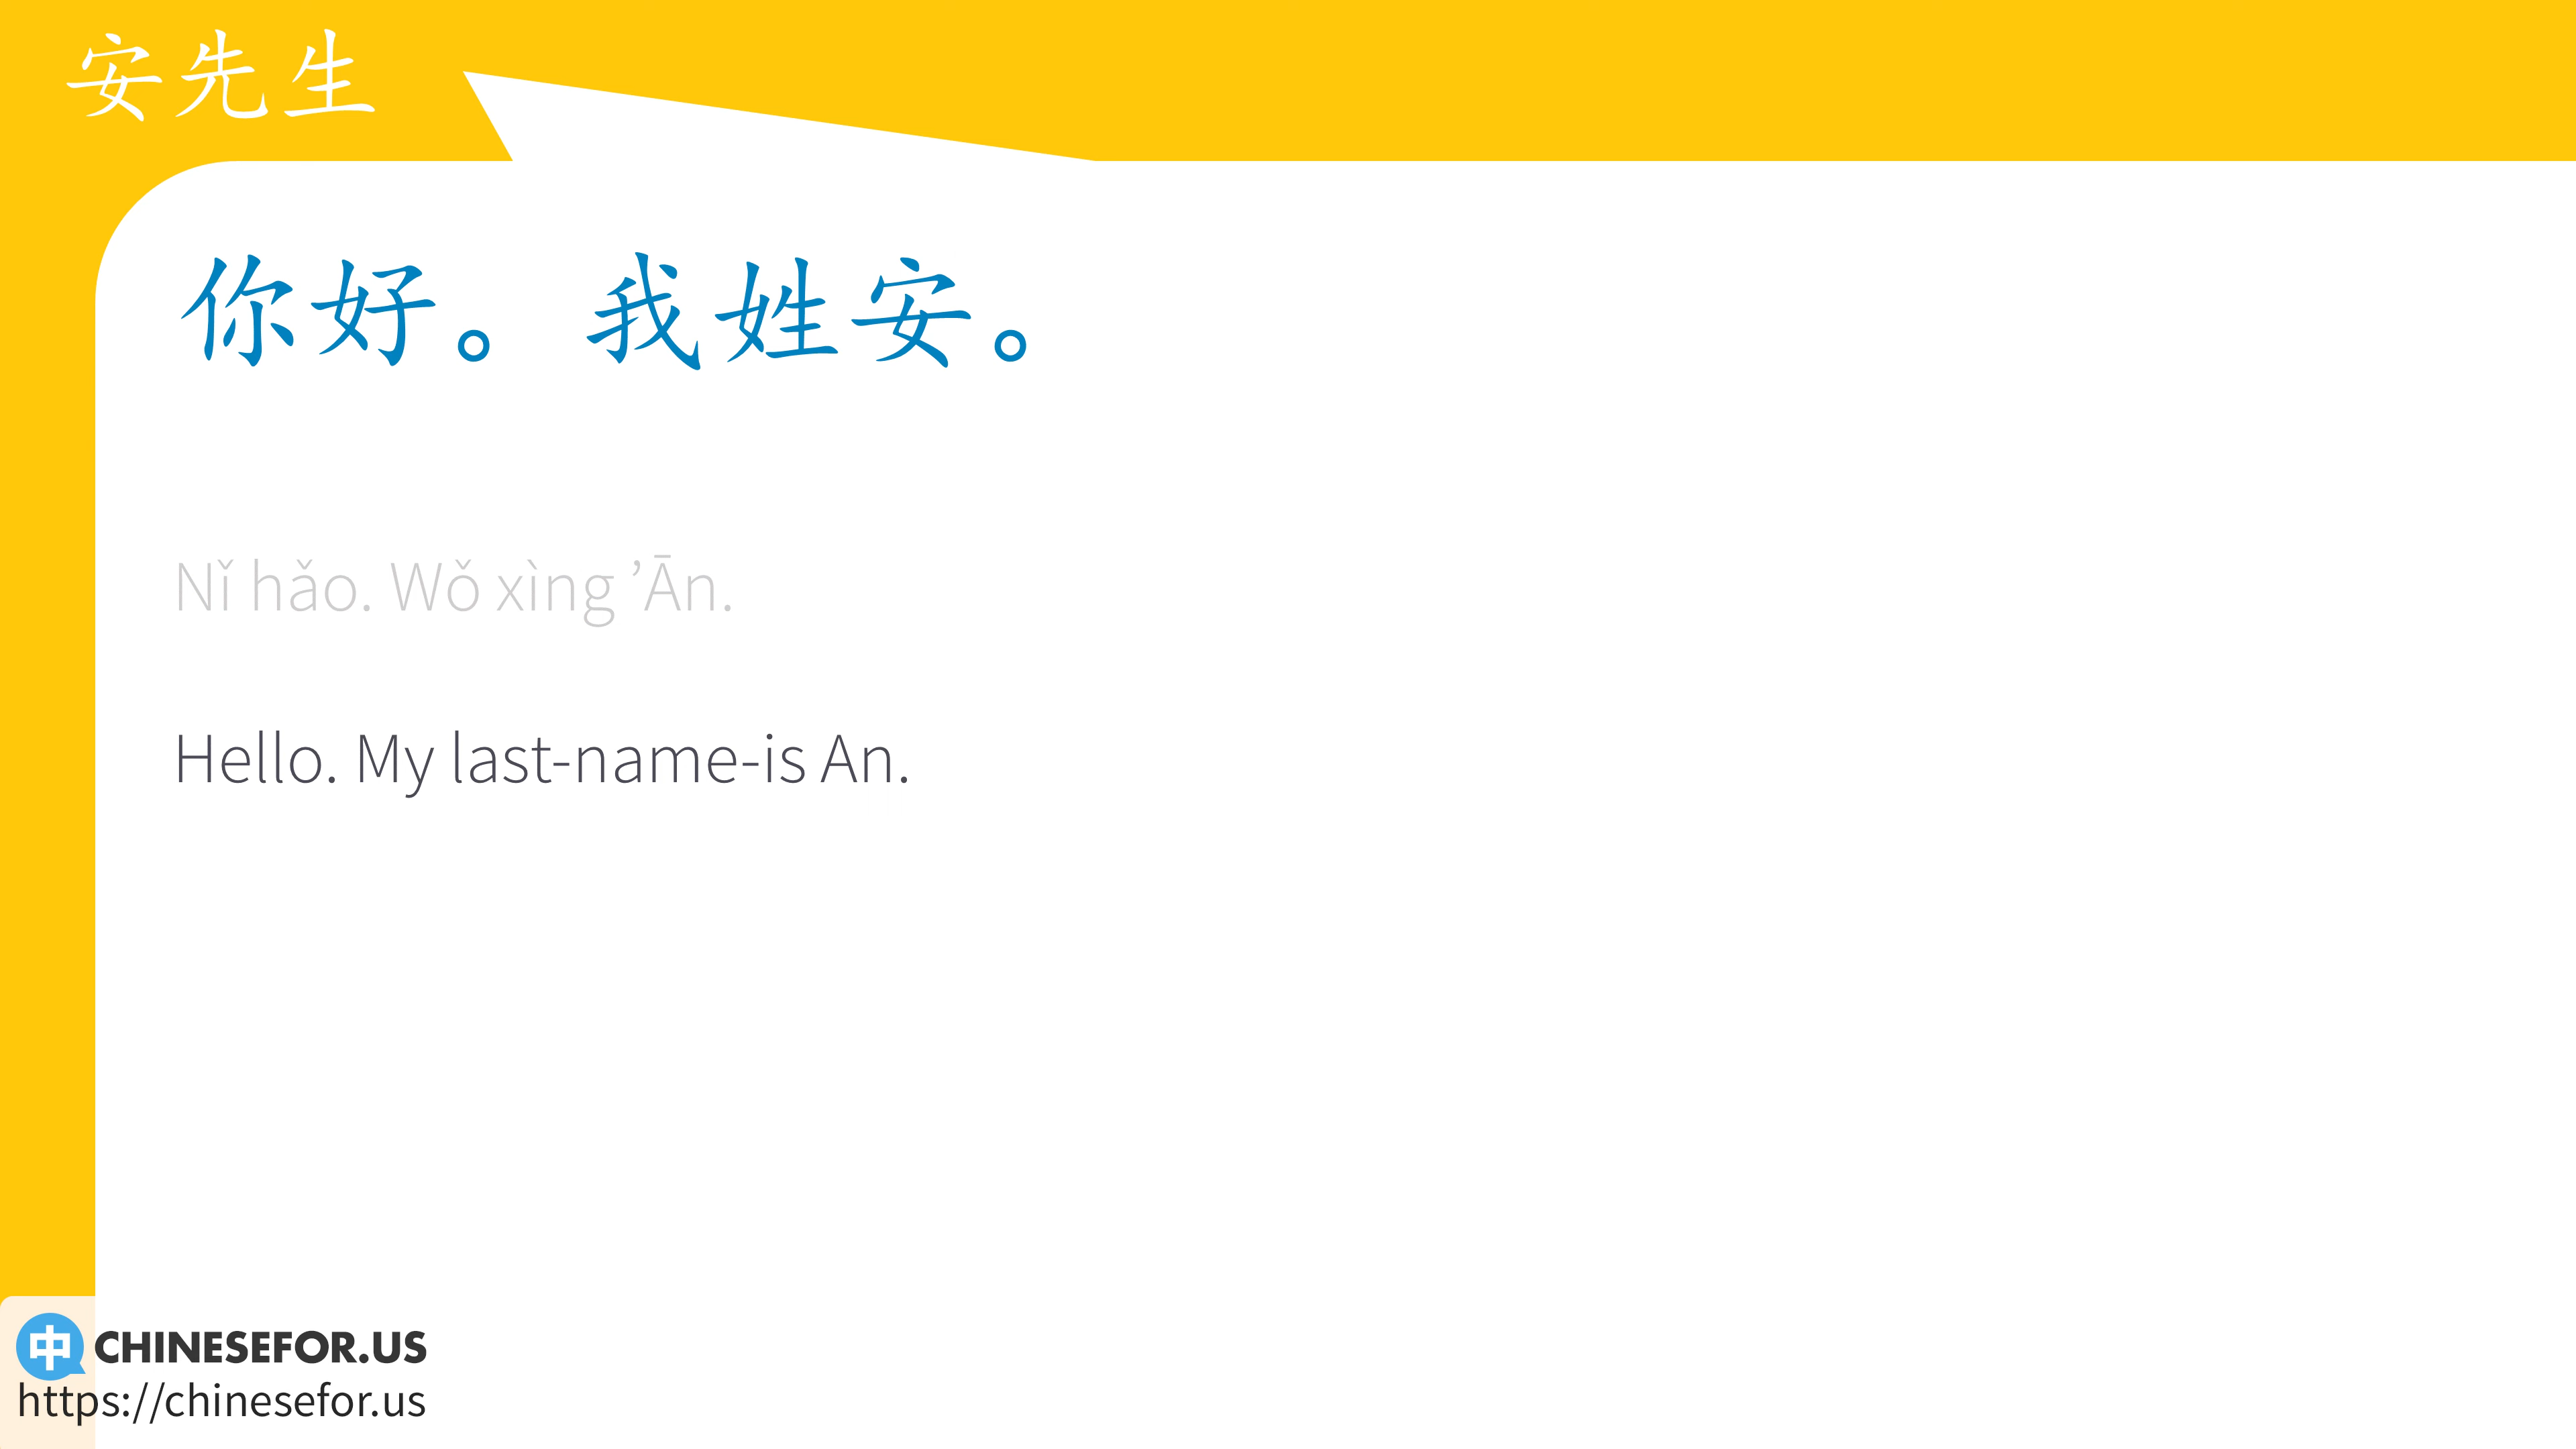 安先生
你好。我姓安。
Nǐ hǎo. Wǒ xìng ’Ān.
Hello. My last-name-is An.
中 CHINESEFOR.US
https://chinesefor.us